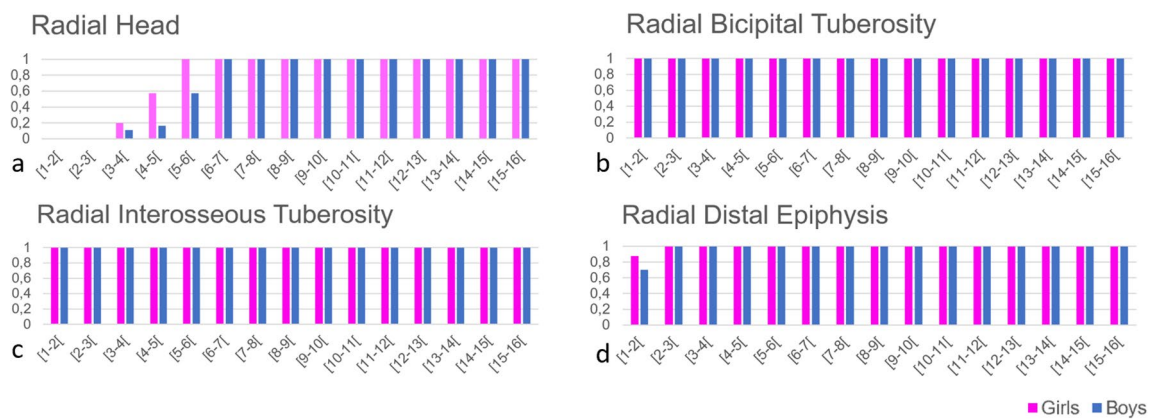 Radial Head
1
0,8
0,6
0,4
0,2
0
a
[1-2[ [2-3[ [3-4[ [4-5[ [5-6[ [6-7[ [7-8[ [8-9[ [9-10[ [10-11[ [11-12[ [12-13[ [13-14[ [14-15[ [15-16[
Radial Bicipital Tuberosity
1
0,8
0,6
0,4
0,2
0
b
[1-2[ [2-3[ [3-4[ [4-5[ [5-6[ [6-7[ [7-8[ [8-9[ [9-10[ [10-11[ [11-12[ [12-13[ [13-14[ [14-15[ [15-16[
Radial Interosseous Tuberosity
1
0,8
0,6
0,4
0,2
0
c
[1-2[ [2-3[ [3-4[ [4-5[ [5-6[ [6-7[ [7-8[ [8-9[ [9-10[ [10-11[ [11-12[ [12-13[ [13-14[ [14-15[ [15-16[
Radial Distal Epiphysis
1
0,8
0,6
0,4
0,2
0
d
[1-2[ [2-3[ [3-4[ [4-5[ [5-6[ [6-7[ [7-8[ [8-9[ [9-10[ [10-11[ [11-12[ [12-13[ [13-14[ [14-15[ [15-16[
Girls Boys